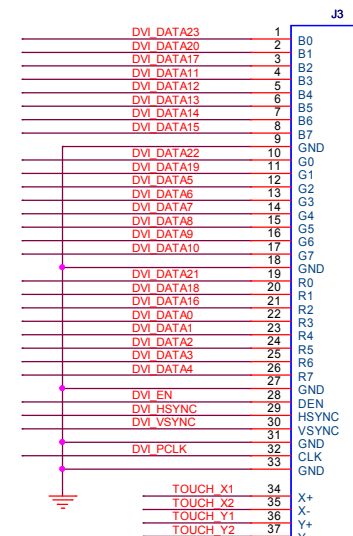 J3
DVI_DATA23 1 B0
DVI_DATA20 2 B1
DVI_DATA17 3 B2
DVI_DATA11 4 B3
DVI_DATA12 5 B4
DVI_DATA13 6 B5
DVI_DATA14 7 B6
DVI_DATA15 8 B7
9 GND
DVI_DATA22 10 G0
DVI_DATA19 11 G1
DVI_DATA5 12 G2
DVI_DATA6 13 G3
DVI_DATA7 14 G4
DVI_DATA8 15 G5
DVI_DATA9 16 G6
DVI_DATA10 17 G7
18 GND
DVI_DATA21 19 R0
DVI_DATA18 20 R1
DVI_DATA16 21 R2
DVI_DATA0 22 R3
DVI_DATA1 23 R4
DVI_DATA2 24 R5
DVI_DATA3 25 R6
DVI_DATA4 26 R7
27 GND
DVI_EN 28 DEN
DVI_HSYNC 29 HSYNC
DVI_VSYNC 30 VSYNC
31 GND
DVI_PCLK 32 CLK
33 GND
TOUCH_X1 34 X+
TOUCH_X2 35 X-
TOUCH_Y1 36 Y+
TOUCH_Y2 37